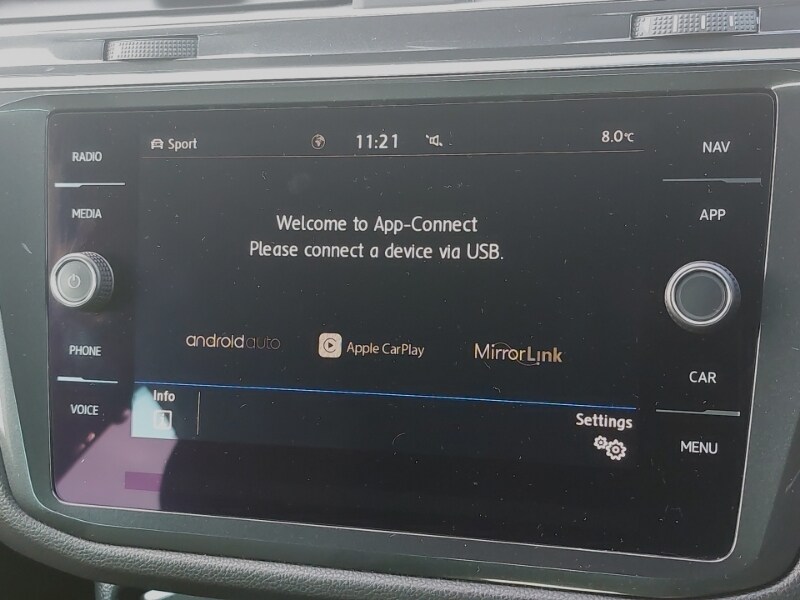 RADIO
MEDIA
PHONE
VOICE
Sport 11:21 8.0°C
Welcome to App-Connect
Please connect a device via USB.
androidauto Apple CarPlay MirrorLink
Info
Settings
NAV
APP
CAR
MENU